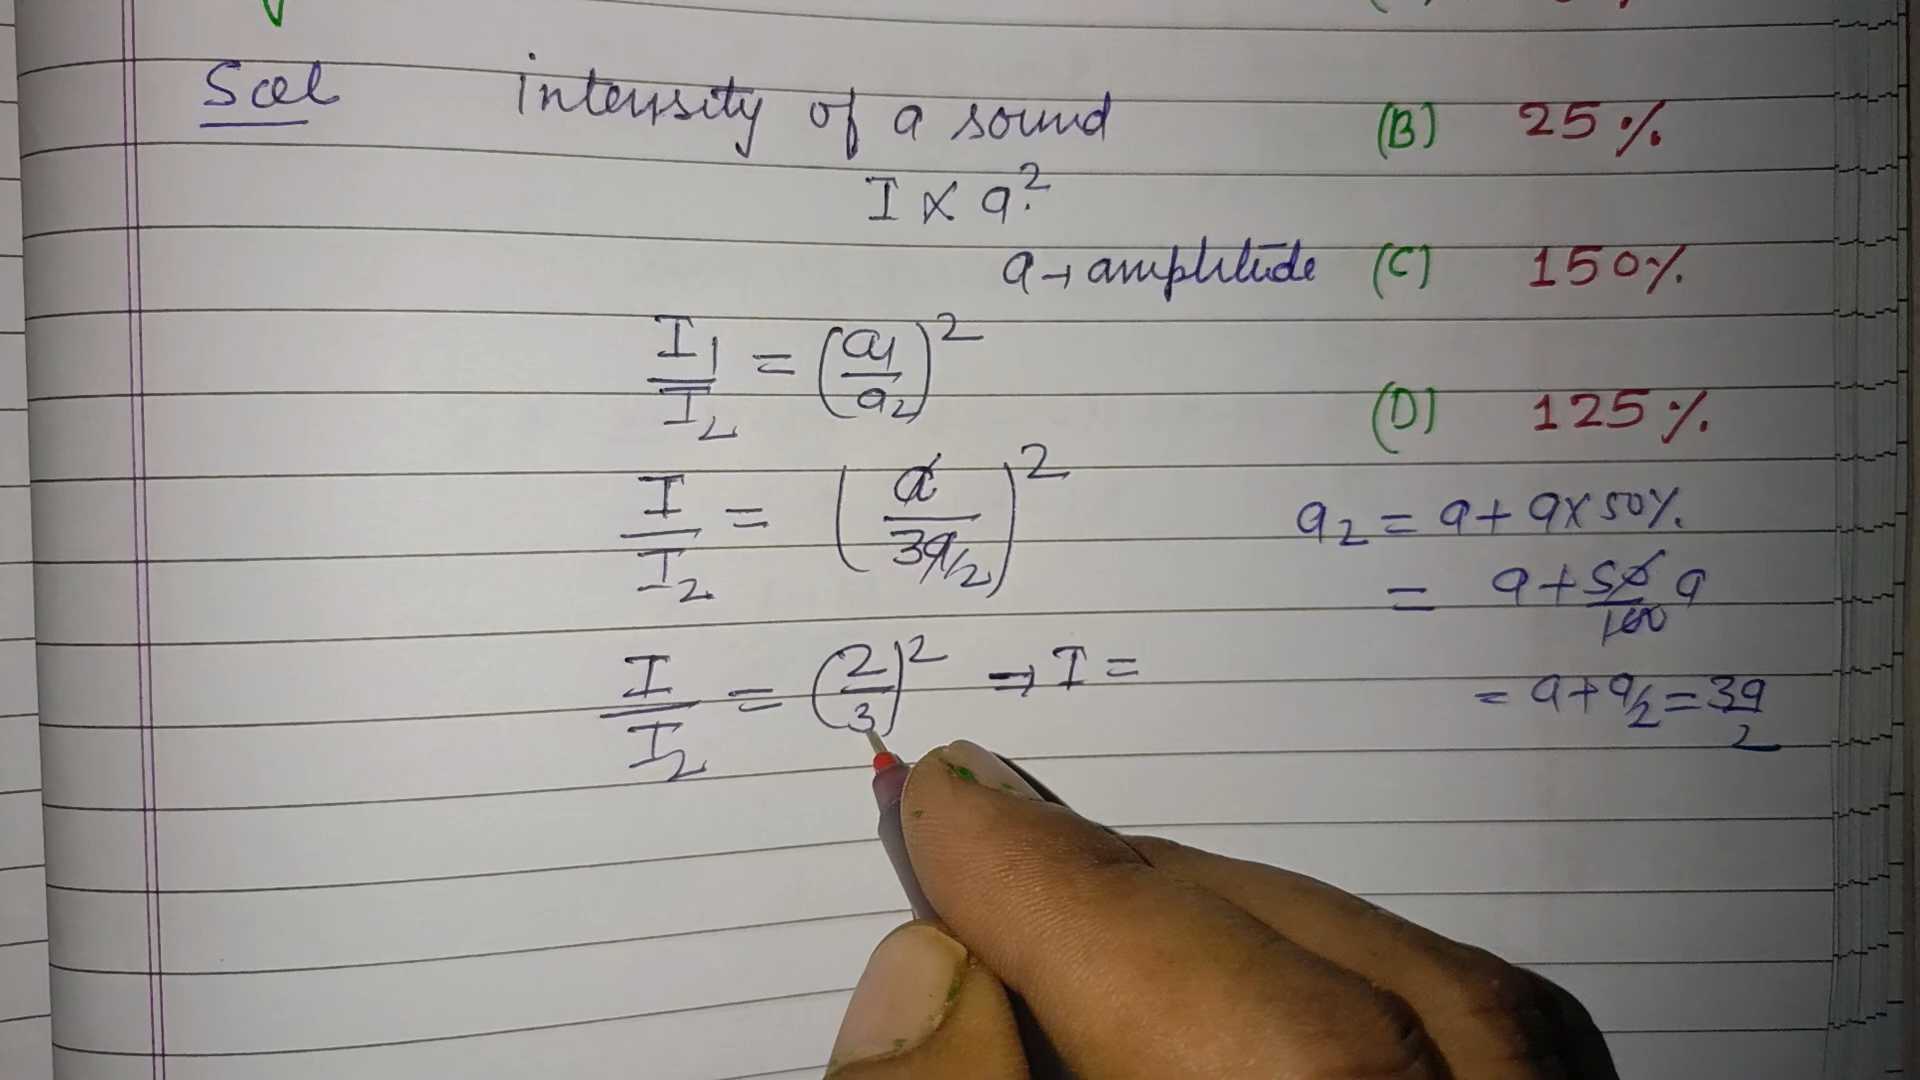 Sol intensity of a sound
I ∝ a².
a → amplitude
I₁/I₂ = (a₁/a₂)²
I/I₂ = (a/3a/2)²
I/I₂ = (2/3)² ⇒ I =
(B) 25%
(C) 150%
(D) 125%
a₂ = a + a × 50%
= a + 50/100 a
= a + a/2 = 3a/2